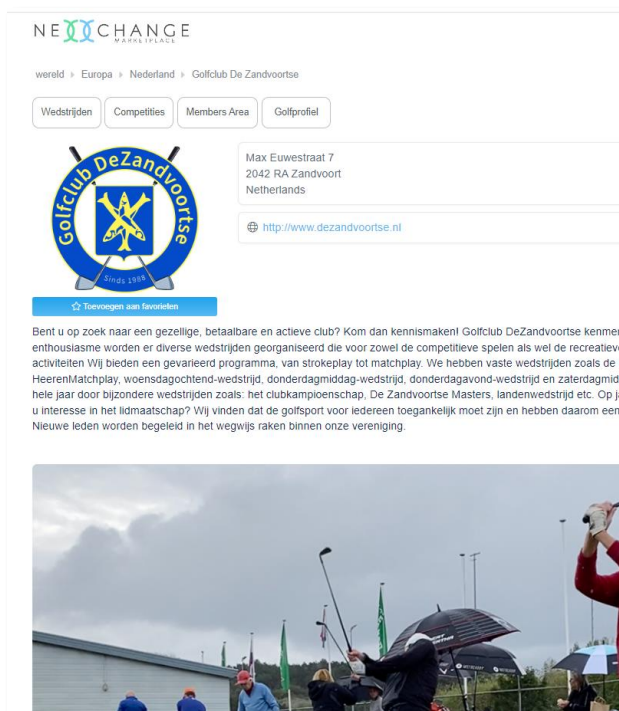 NEXXCHANGE
MARKETPLACE
wereld Europa Nederland Golfclub De Zandvoortse
Wedstrijden Competities Members Area Golfprofiel
Golfclub DeZandvoortse
Sinds 1988
Max Euwestraat 7
2042 RA Zandvoort
Netherlands
http://www.dezandvoortse.nl
Toevoegen aan favorieten
Bent u op zoek naar een gezellige, betaalbare en actieve club? Kom dan kennismaken! Golfclub DeZandvoortse kenme
enthousiasme worden er diverse wedstrijden georganiseerd die voor zowel de competitieve spelen als wel de recreatiev
activiteiten Wij bieden een gevarieerd programma, van strokeplay tot matchplay. We hebben vaste wedstrijden zoals de
HeerenMatchplay, woensdagochtend-wedstrijd, donderdagmiddag-wedstrijd, donderdagavond-wedstrijd en zaterdagmid
hele jaar door bijzondere wedstrijden zoals: het clubkampioenschap, De Zandvoortse Masters, landenwedstrijd etc. Op ja
u interesse in het lidmaatschap? Wij vinden dat de golfsport voor iedereen toegankelijk moet zijn en hebben daarom een
Nieuwe leden worden begeleid in het wegwijs raken binnen onze vereniging.